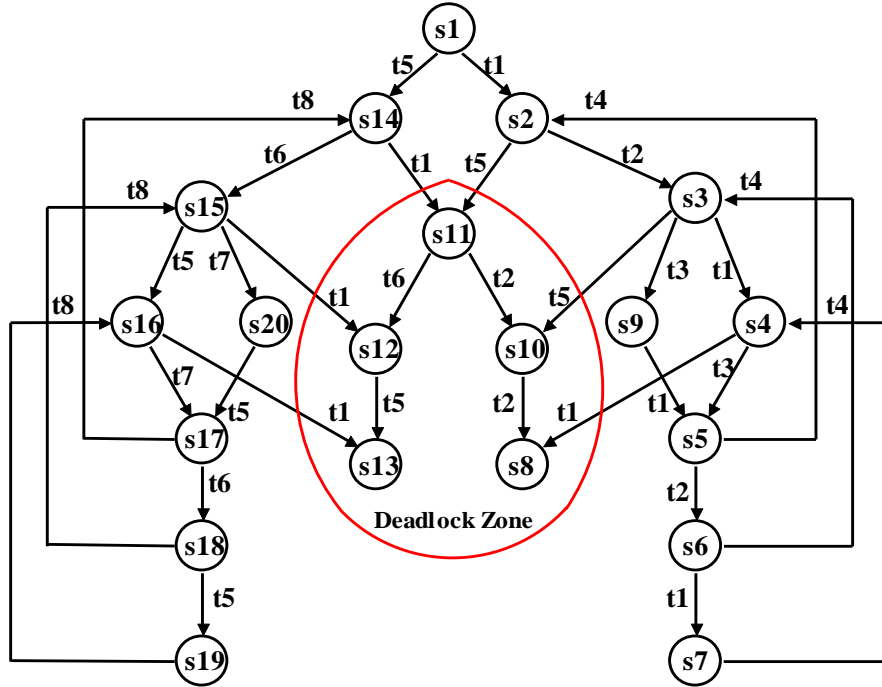 s1
t5
t1
t8
s14
s2
t4
t6
t1
t5
t2
t8
s15
s3
t4
s11
t5
t7
t1
t6
t2
t5
t3
t1
t8
s16
s20
s12
s10
s9
s4
t4
t7
t5
t5
t2
t1
t1
t1
t3
s17
s13
s8
s5
t6
Deadlock Zone
t2
s18
s6
t5
t1
s19
s7